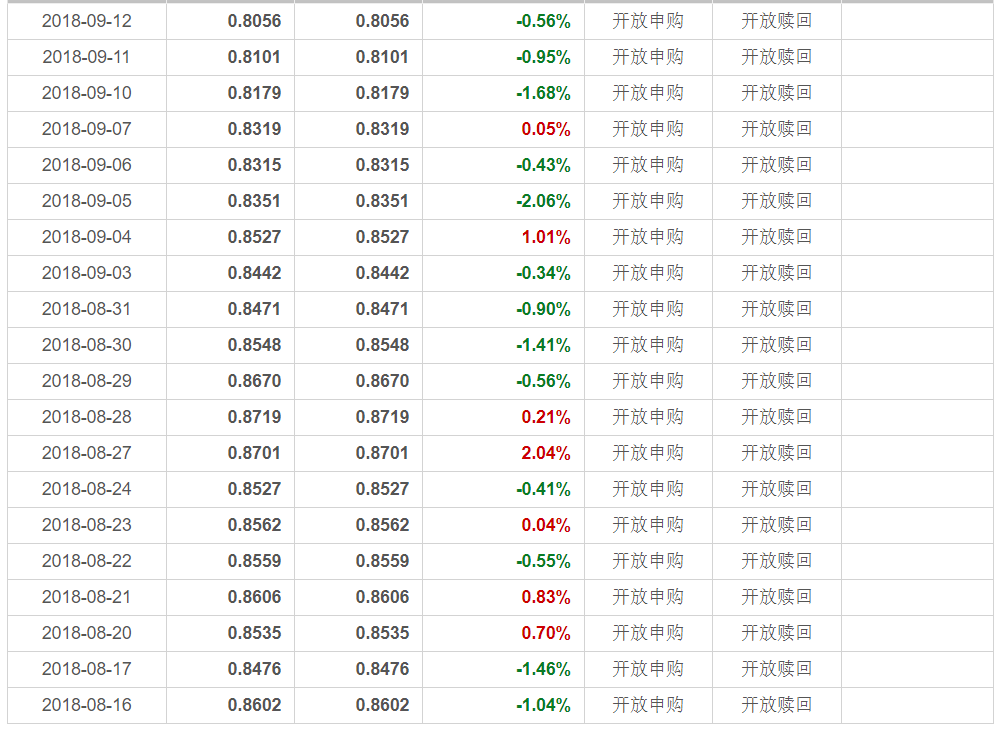 2018-09-12 0.8056 0.8056 -0.56% 开放申购 开放赎回
2018-09-11 0.8101 0.8101 -0.95% 开放申购 开放赎回
2018-09-10 0.8179 0.8179 -1.68% 开放申购 开放赎回
2018-09-07 0.8319 0.8319 0.05% 开放申购 开放赎回
2018-09-06 0.8315 0.8315 -0.43% 开放申购 开放赎回
2018-09-05 0.8351 0.8351 -2.06% 开放申购 开放赎回
2018-09-04 0.8527 0.8527 1.01% 开放申购 开放赎回
2018-09-03 0.8442 0.8442 -0.34% 开放申购 开放赎回
2018-08-31 0.8471 0.8471 -0.90% 开放申购 开放赎回
2018-08-30 0.8548 0.8548 -1.41% 开放申购 开放赎回
2018-08-29 0.8670 0.8670 -0.56% 开放申购 开放赎回
2018-08-28 0.8719 0.8719 0.21% 开放申购 开放赎回
2018-08-27 0.8701 0.8701 2.04% 开放申购 开放赎回
2018-08-24 0.8527 0.8527 -0.41% 开放申购 开放赎回
2018-08-23 0.8562 0.8562 0.04% 开放申购 开放赎回
2018-08-22 0.8559 0.8559 -0.55% 开放申购 开放赎回
2018-08-21 0.8606 0.8606 0.83% 开放申购 开放赎回
2018-08-20 0.8535 0.8535 0.70% 开放申购 开放赎回
2018-08-17 0.8476 0.8476 -1.46% 开放申购 开放赎回
2018-08-16 0.8602 0.8602 -1.04% 开放申购 开放赎回